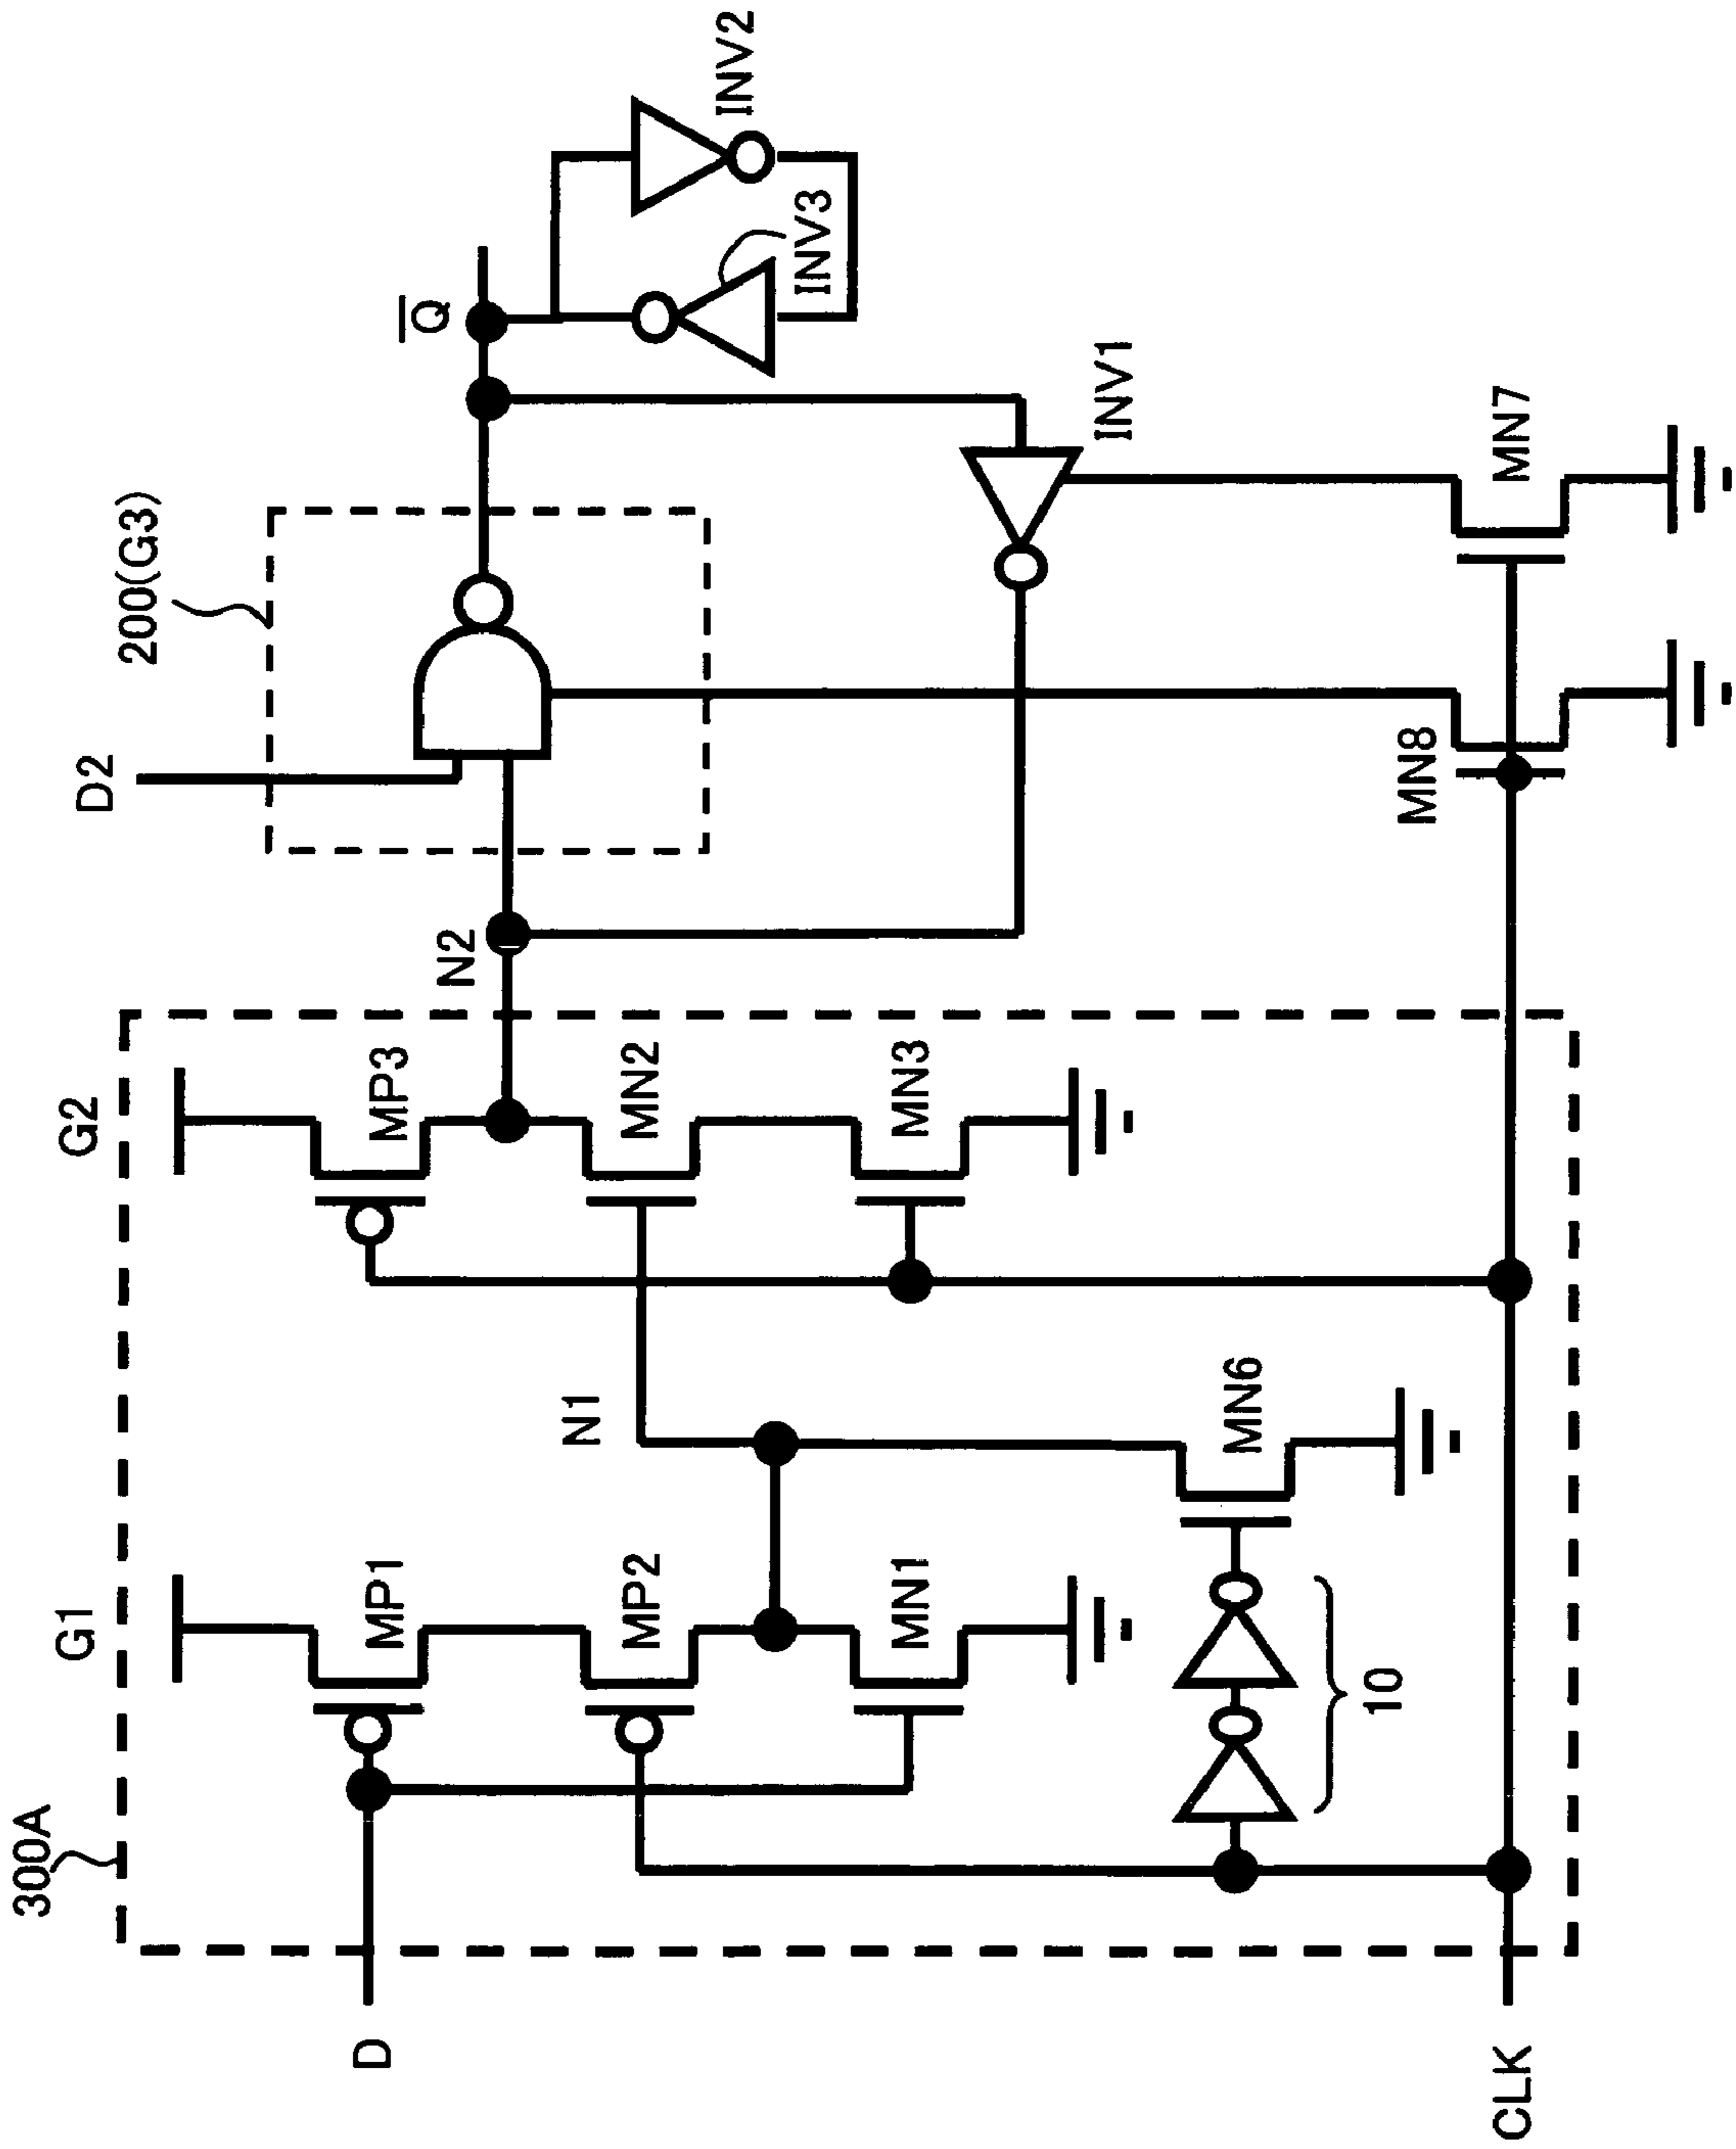 300A
G1
G2
200(G3)
D2
MP1
MP2
MN1
N1
MP3
MN2
MN3
N2
Q
INV2
INV3
INV1
MN6
10
MN8
MN7
D
CLK